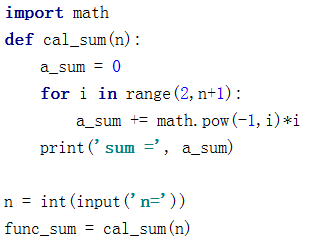 import math
def cal_sum(n):
    a_sum = 0
    for i in range(2,n+1):
        a_sum += math.pow(-1,i)*i
    print('sum =', a_sum)

n = int(input('n='))
func_sum = cal_sum(n)